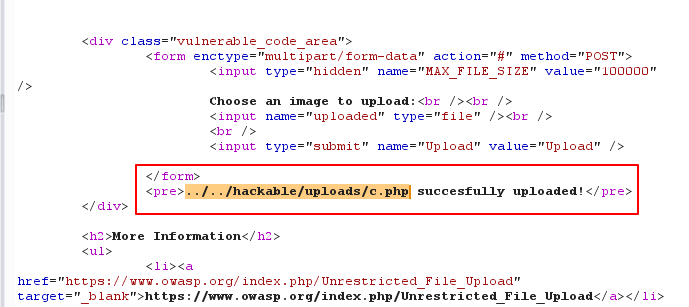 <div class="vulnerable_code_area">
<form enctype="multipart/form-data" action="#" method="POST">
<input type="hidden" name="MAX_FILE_SIZE" value="100000"
/>
Choose an image to upload:<br /><br />
<input name="uploaded" type="file" /><br />
<br />
<input type="submit" name="Upload" value="Upload" />
</form>
<pre>../../hackable/uploads/c.php succesfully uploaded!</pre>
</div>
<h2>More Information</h2>
<ul>
<li><a
href="https://www.owasp.org/index.php/Unrestricted_File_Upload"
target="_blank">https://www.owasp.org/index.php/Unrestricted_File_Upload</a></li>